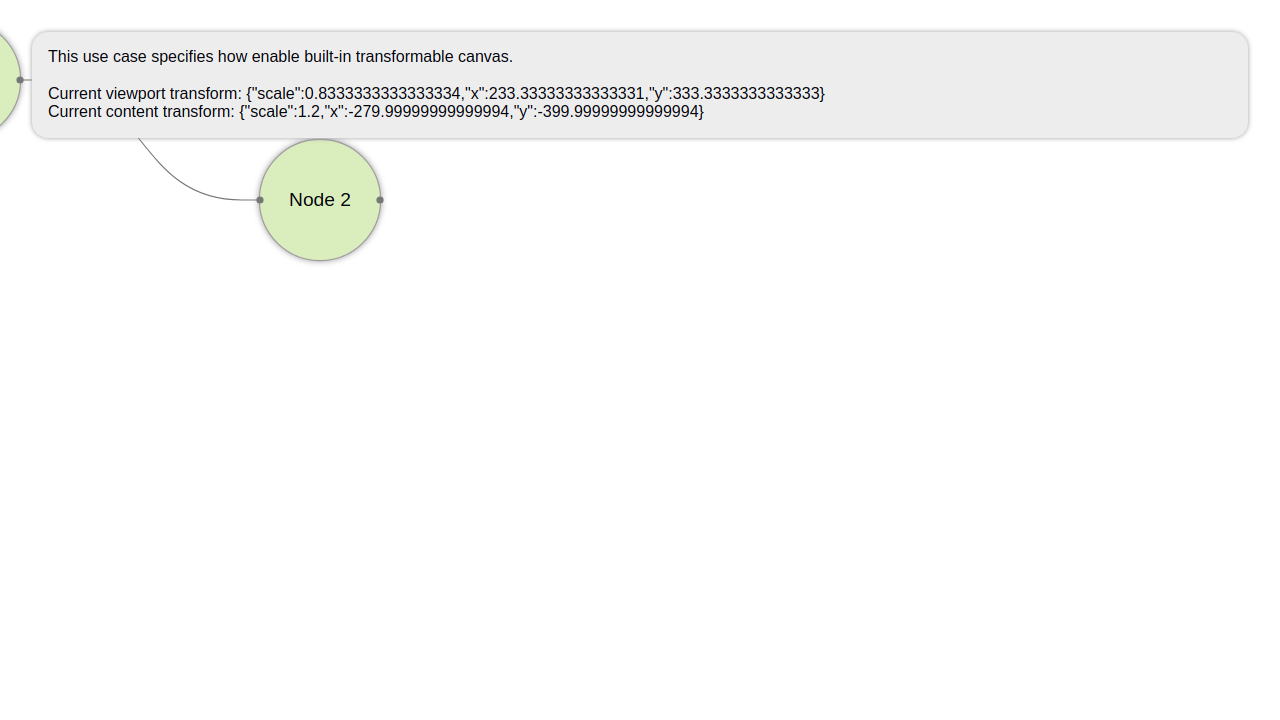 This use case specifies how enable built-in transformable canvas.
Current viewport transform: {"scale":0.8333333333333334,"x":233.33333333333331,"y":333.3333333333333}
Current content transform: {"scale":1.2,"x":-279.99999999999994,"y":-399.99999999999994}
Node 2